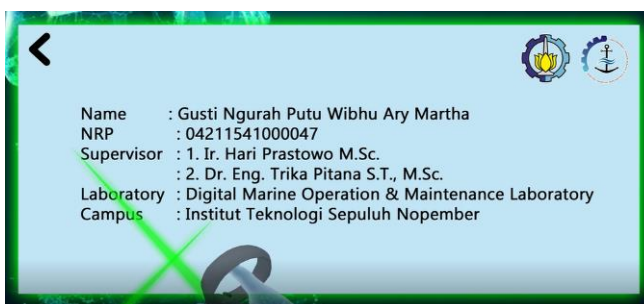 Name : Gusti Ngurah Putu Wibhu Ary Martha
NRP : 04211541000047
Supervisor : 1. Ir. Hari Prastowo M.Sc.
: 2. Dr. Eng. Trika Pitana S.T., M.Sc.
Laboratory : Digital Marine Operation & Maintenance Laboratory
Campus : Institut Teknologi Sepuluh Nopember